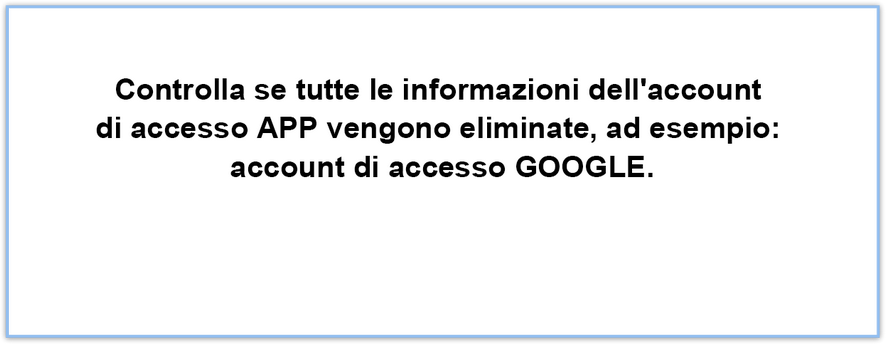 Controlla se tutte le informazioni dell'account
di accesso APP vengono eliminate, ad esempio:
account di accesso GOOGLE.